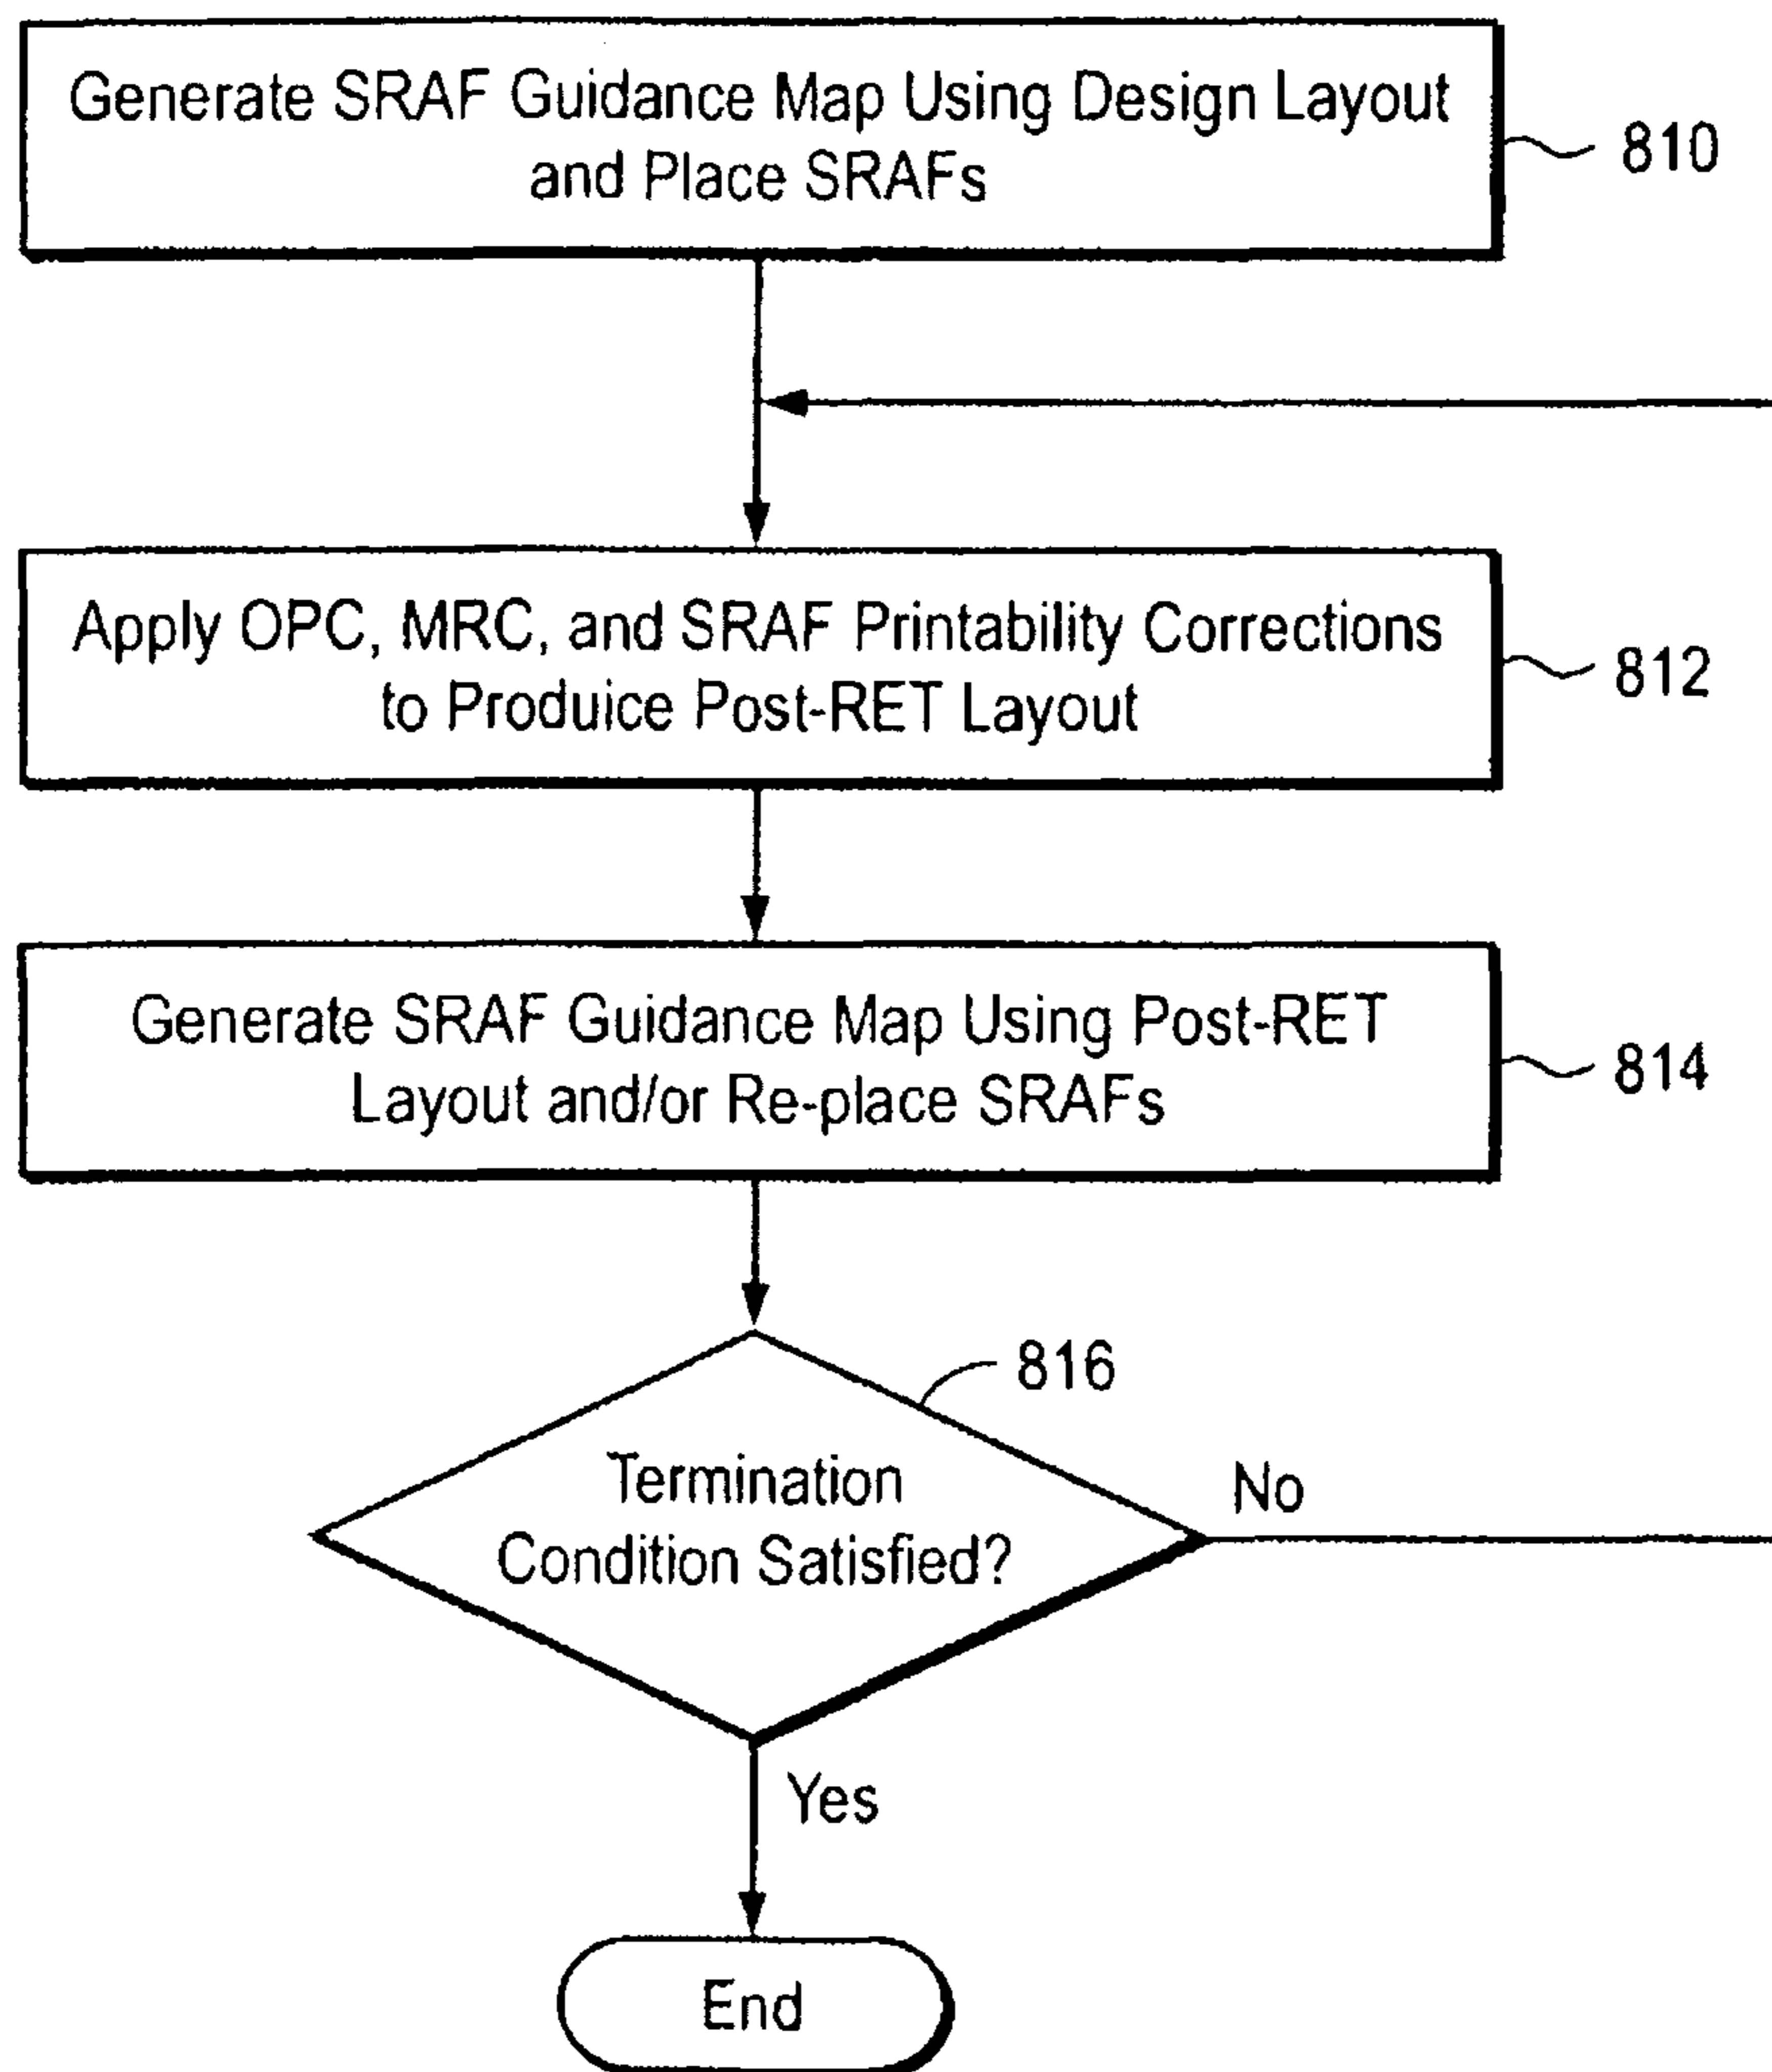 Generate SRAF Guidance Map Using Design Layout
and Place SRAFs
810
Apply OPC, MRC, and SRAF Printability Corrections
to Produice Post-RET Layout
812
Generate SRAF Guidance Map Using Post-RET
Layout and/or Re-place SRAFs
814
816
Termination
Condition Satisfied?
No
Yes
End